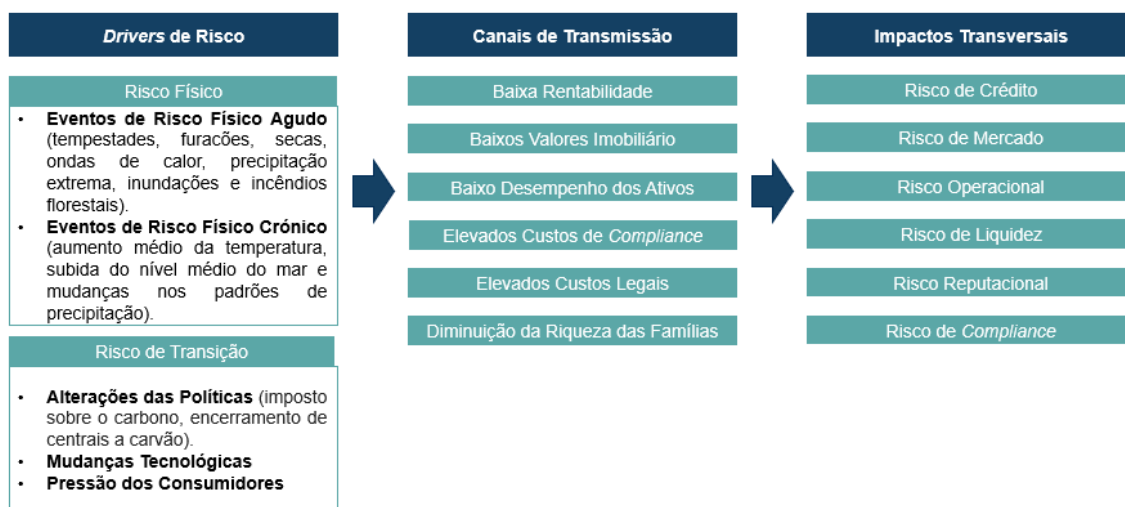 Drivers de Risco
Risco Físico
• Eventos de Risco Físico Agudo
(tempestades, furacões, secas,
ondas de calor, precipitação
extrema, inundações e incêndios
florestais).
• Eventos de Risco Físico Crónico
(aumento médio da temperatura,
subida do nível médio do mar e
mudanças nos padrões de
precipitação).
Risco de Transição
• Alterações das Políticas (imposto
sobre o carbono, encerramento de
centrais a carvão).
• Mudanças Tecnológicas
• Pressão dos Consumidores
Canais de Transmissão
Baixa Rentabilidade
Baixos Valores Imobiliário
Baixo Desempenho dos Ativos
Elevados Custos de Compliance
Elevados Custos Legais
Diminuição da Riqueza das Famílias
Impactos Transversais
Risco de Crédito
Risco de Mercado
Risco Operacional
Risco de Liquidez
Risco Reputacional
Risco de Compliance